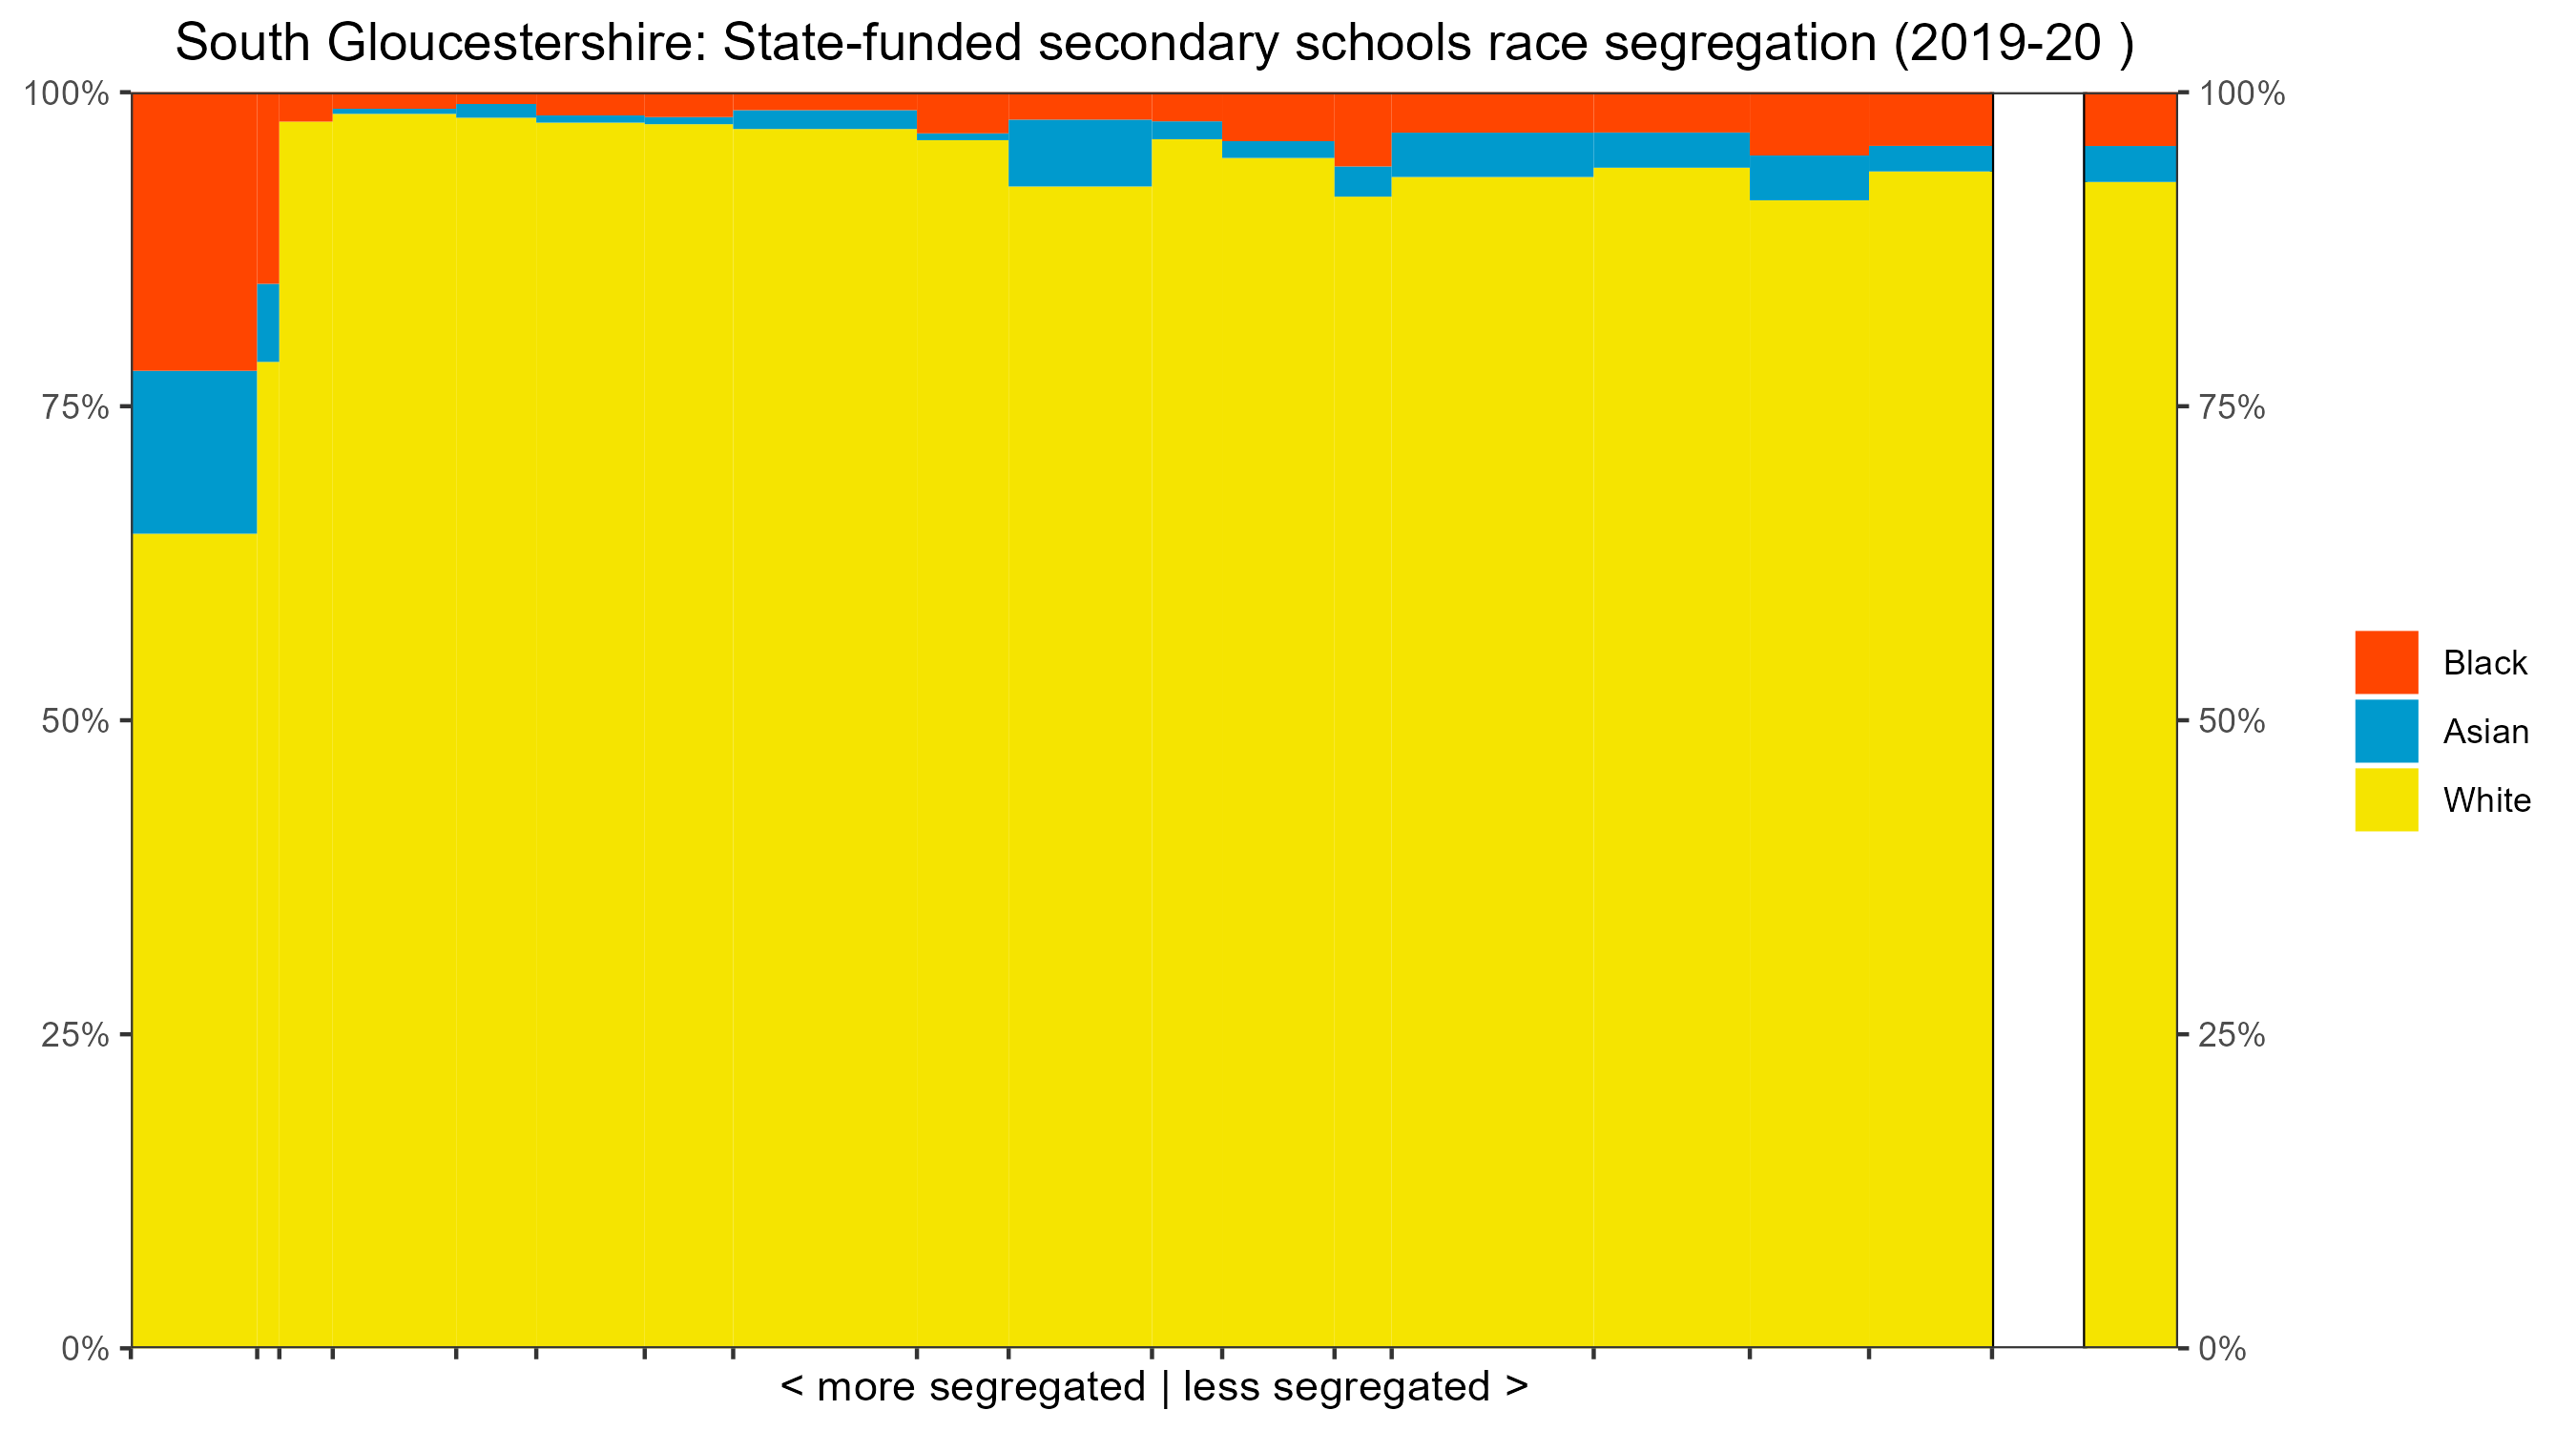 South Gloucestershire: State-funded secondary schools race segregation (2019-20 )
100%
75%
50%
25%
0%
100%
75%
50%
25%
0%
Black
Asian
White
< more segregated | less segregated >